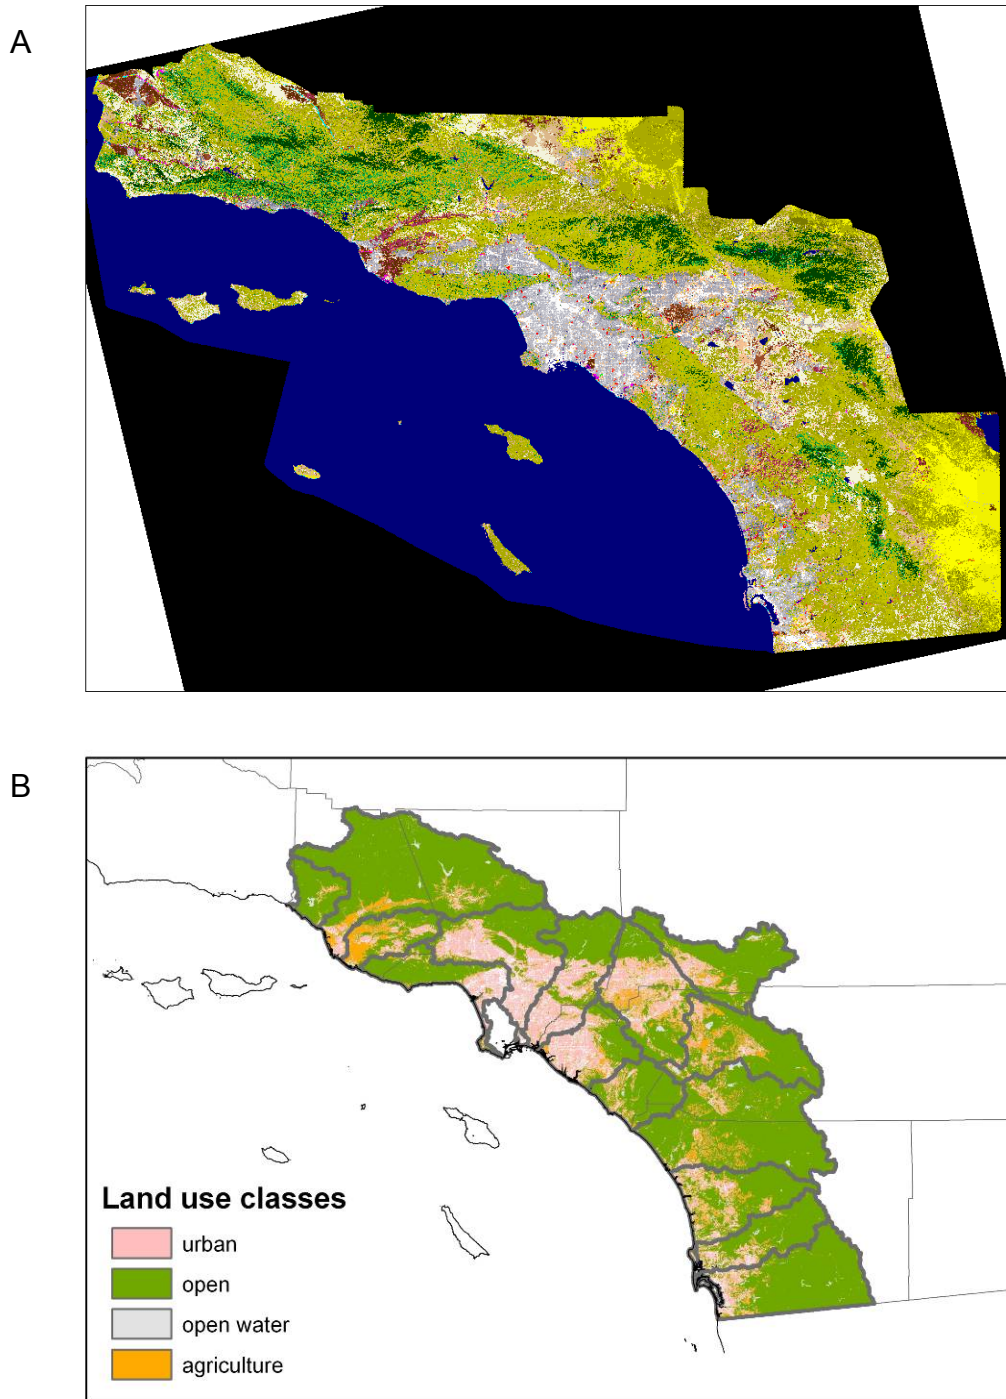 A
B
Land use classes
urban
open
open water
agriculture